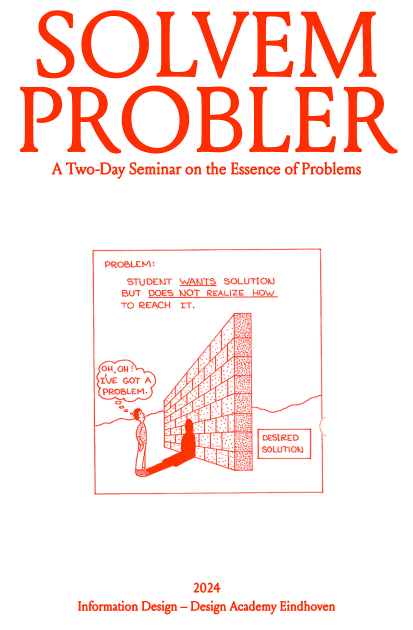 SOLVEM
PROBLER
A Two-Day Seminar on the Essence of Problems
PROBLEM:
STUDENT WANTS SOLUTION
BUT DOES NOT REALIZE HOW
TO REACH IT.
OH, OH!
I'VE GOT A
PROBLEM.
DESIRED
SOLUTION
2024
Information Design – Design Academy Eindhoven